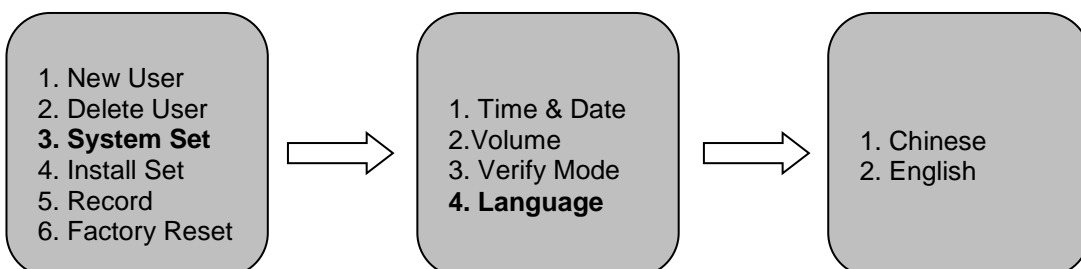 1. New User
2. Delete User
3. System Set
4. Install Set
5. Record
6. Factory Reset
1. Time & Date
2.Volume
3. Verify Mode
4. Language
1. Chinese
2. English